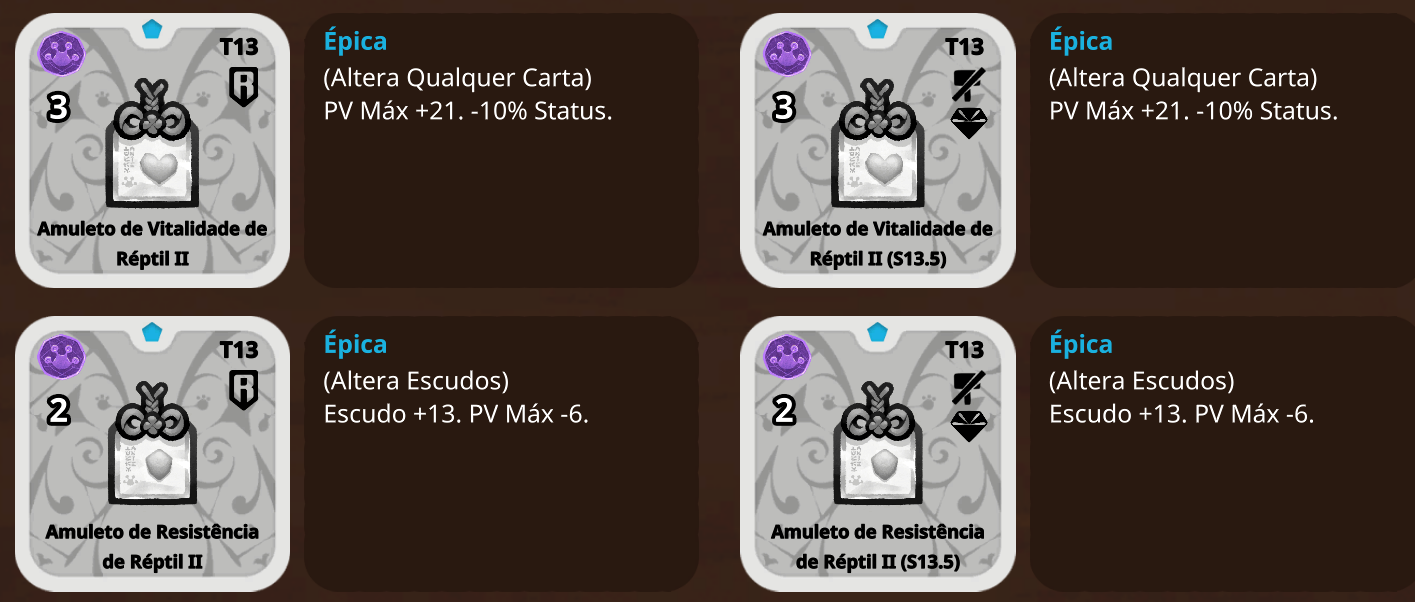 T13
3
Amuleto de Vitalidade de
Réptil II
Épica
(Altera Qualquer Carta)
PV Máx +21. -10% Status.
T13
3
Amuleto de Vitalidade de
Réptil II (S13.5)
Épica
(Altera Qualquer Carta)
PV Máx +21. -10% Status.
T13
2
Amuleto de Resistência
de Réptil II
Épica
(Altera Escudos)
Escudo +13. PV Máx -6.
T13
2
Amuleto de Resistência
de Réptil II (S13.5)
Épica
(Altera Escudos)
Escudo +13. PV Máx -6.